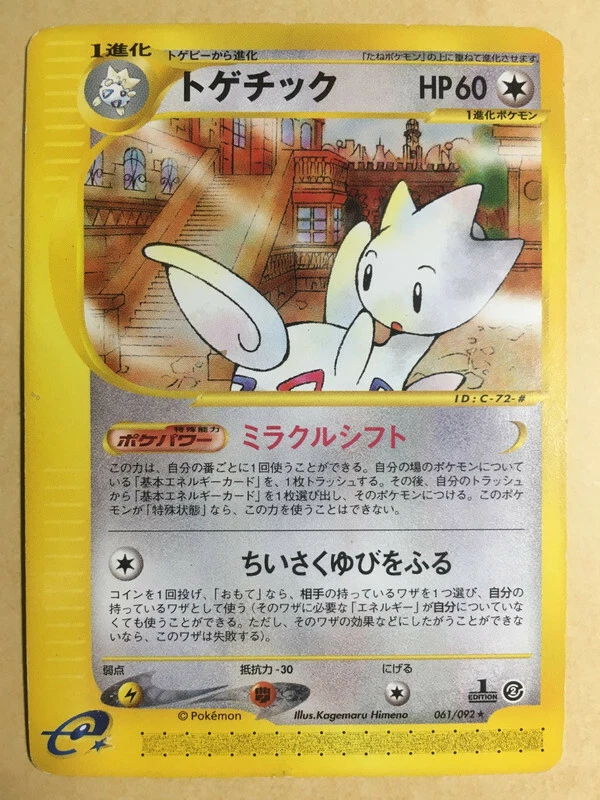 1進化
トゲピーから進化
「たねポケモン」の上に重ねて進化させます。
トゲチック
HP60
1進化ポケモン
ID:C-72-#
特殊能力
ポケパワー
ミラクルシフト
この力は、自分の番ごとに1回使うことができる。自分の場のポケモンについて
いる「基本エネルギーカード」を、1枚トラッシュする。その後、自分のトラッシュ
から「基本エネルギーカード」を1枚選び出し、そのポケモンにつける。このポケ
モンが「特殊状態」なら、この力を使うことはできない。
ちいさくゆびをふる
コインを1回投げ、「おもて」なら、相手の持っているワザを1つ選び、自分の
持っているワザとして使う（そのワザに必要な「エネルギー」が自分についていな
くても使うことができる。ただし、そのワザの効果などにしたがうことができ
ないなら、このワザは失敗する）。
弱点
抵抗力-30
にげる
闘
© Pokémon
Illus.Kagemaru Himeno
1
EDITION
2
061/092★
e